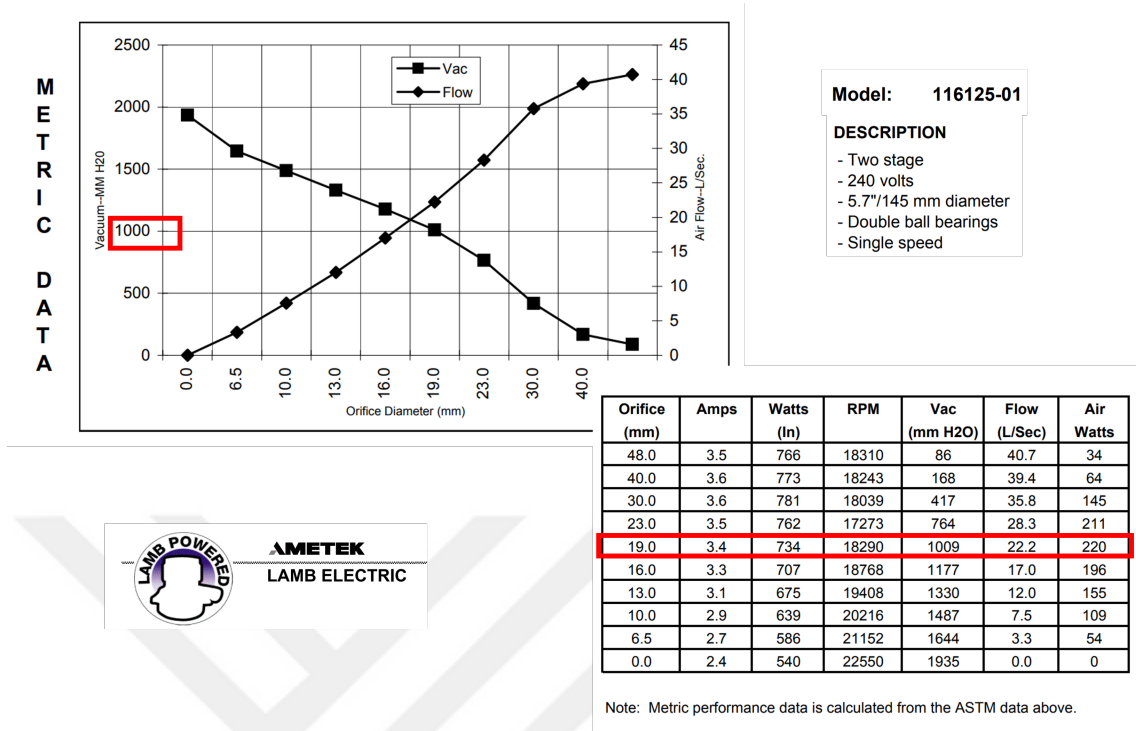 METRIC DATA
2500
2000
1500
1000
500
0
Vacuum--MM H20
Vac
Flow
45
40
35
30
25
20
15
10
5
0
Air Flow--L/Sec.
0.0 6.5 10.0 13.0 16.0 19.0 23.0 30.0 40.0
Orifice Diameter (mm)
Model: 116125-01
DESCRIPTION
- Two stage
- 240 volts
- 5.7"/145 mm diameter
- Double ball bearings
- Single speed
LAMB POWERED
AMETEK
LAMB ELECTRIC
Orifice Amps Watts RPM Vac Flow Air
(mm) (In) (mm H2O) (L/Sec) Watts
48.0 3.5 766 18310 86 40.7 34
40.0 3.6 773 18243 168 39.4 64
30.0 3.6 781 18039 417 35.8 145
23.0 3.5 762 17273 764 28.3 211
19.0 3.4 734 18290 1009 22.2 220
16.0 3.3 707 18768 1177 17.0 196
13.0 3.1 675 19408 1330 12.0 155
10.0 2.9 639 20216 1487 7.5 109
6.5 2.7 586 21152 1644 3.3 54
0.0 2.4 540 22550 1935 0.0 0
Note: Metric performance data is calculated from the ASTM data above.